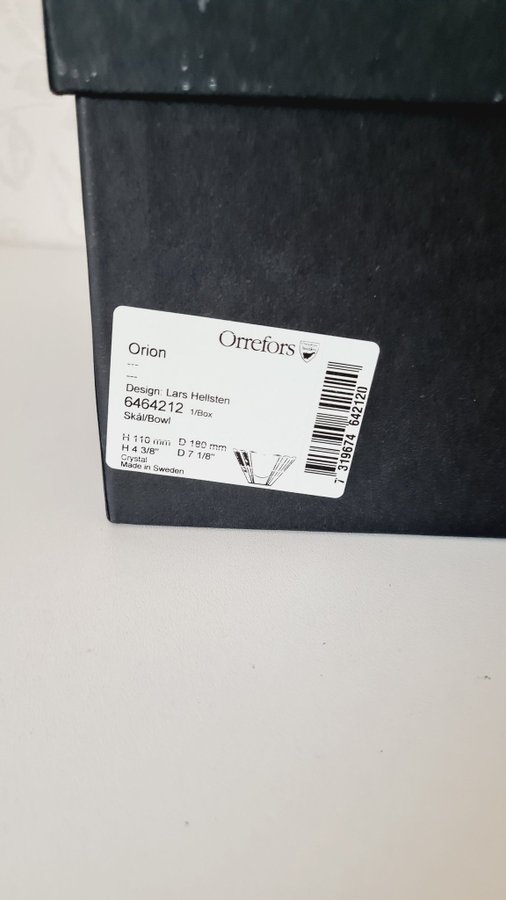 Orrefors
Orion
---
---
Design: Lars Hellsten
6464212 1/Box
Skål/Bowl
H 110 mm D 180 mm
H 4 3/8" D 7 1/8"
Crystal
Made in Sweden
7 319674 642120